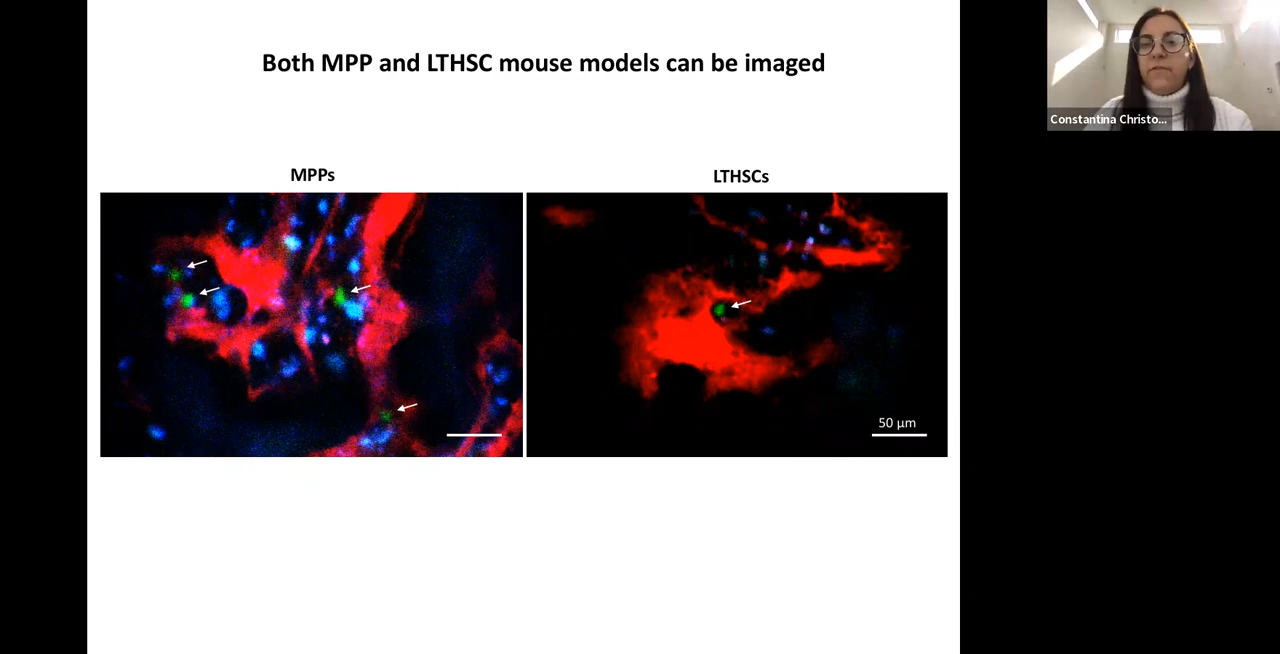 Both MPP and LTHSC mouse models can be imaged
MPPs
LTHSCs
50 µm
Constantina Christo...